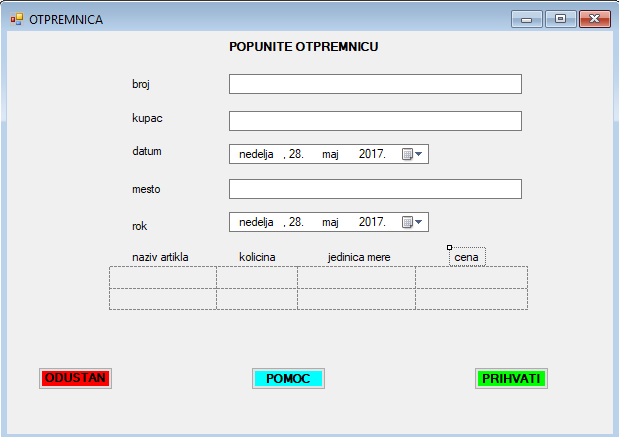 OTPREMNICA
POPUNITE OTPREMNICU
broj
kupac
datum nedelja , 28. maj 2017.
mesto
rok nedelja , 28. maj 2017.
naziv artikla kolicina jedinica mere cena
ODUSTAN POMOC PRIHVATI